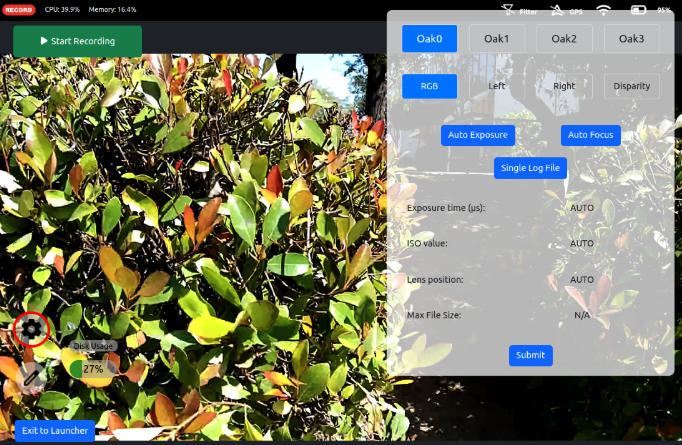 RECORD CPU: 39.9% Memory: 16.4% Filter GPS 95%
Start Recording
Oak0 Oak1 Oak2 Oak3
RGB Left Right Disparity
Auto Exposure Auto Focus
Single Log File
Exposure time (µs): AUTO
ISO value: AUTO
Lens position: AUTO
Max File Size: N/A
Submit
Disk Usage
27%
Exit to Launcher